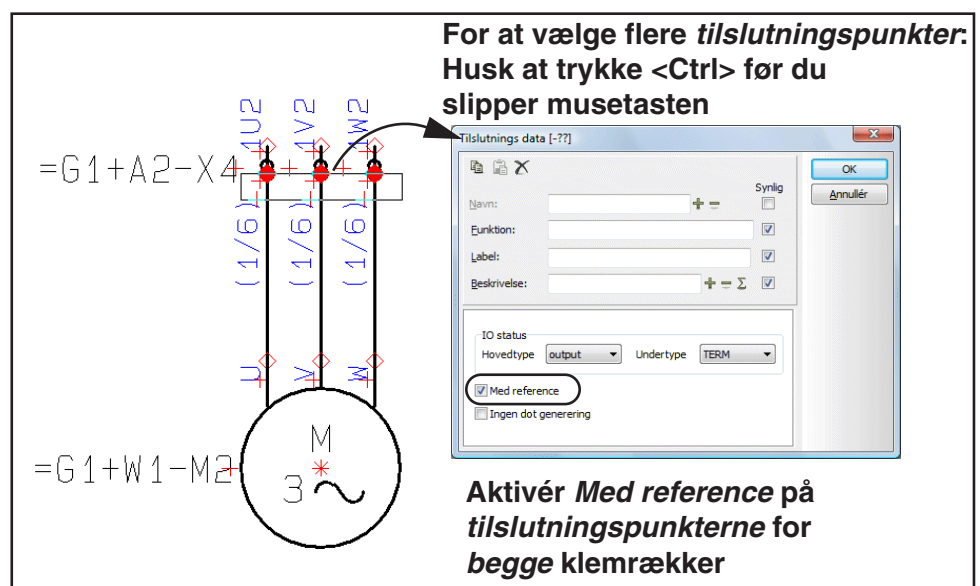 For at vælge flere tilslutningspunkter:
Husk at trykke <Ctrl> før du
slipper musetasten
1U2 1V2 1W2
=G1+A2-X4
(1/6) (1/6) (1/6)
U V W
M
3
=G1+W1-M2
Tilslutnings data [-??]
OK
Annullér
Synlig
Navn:
Funktion:
Label:
Beskrivelse:
Σ
IO status
Hovedtype output Undertype TERM
Med reference
Ingen dot generering
Aktivér Med reference på
tilslutningspunkterne for
begge klemrækker